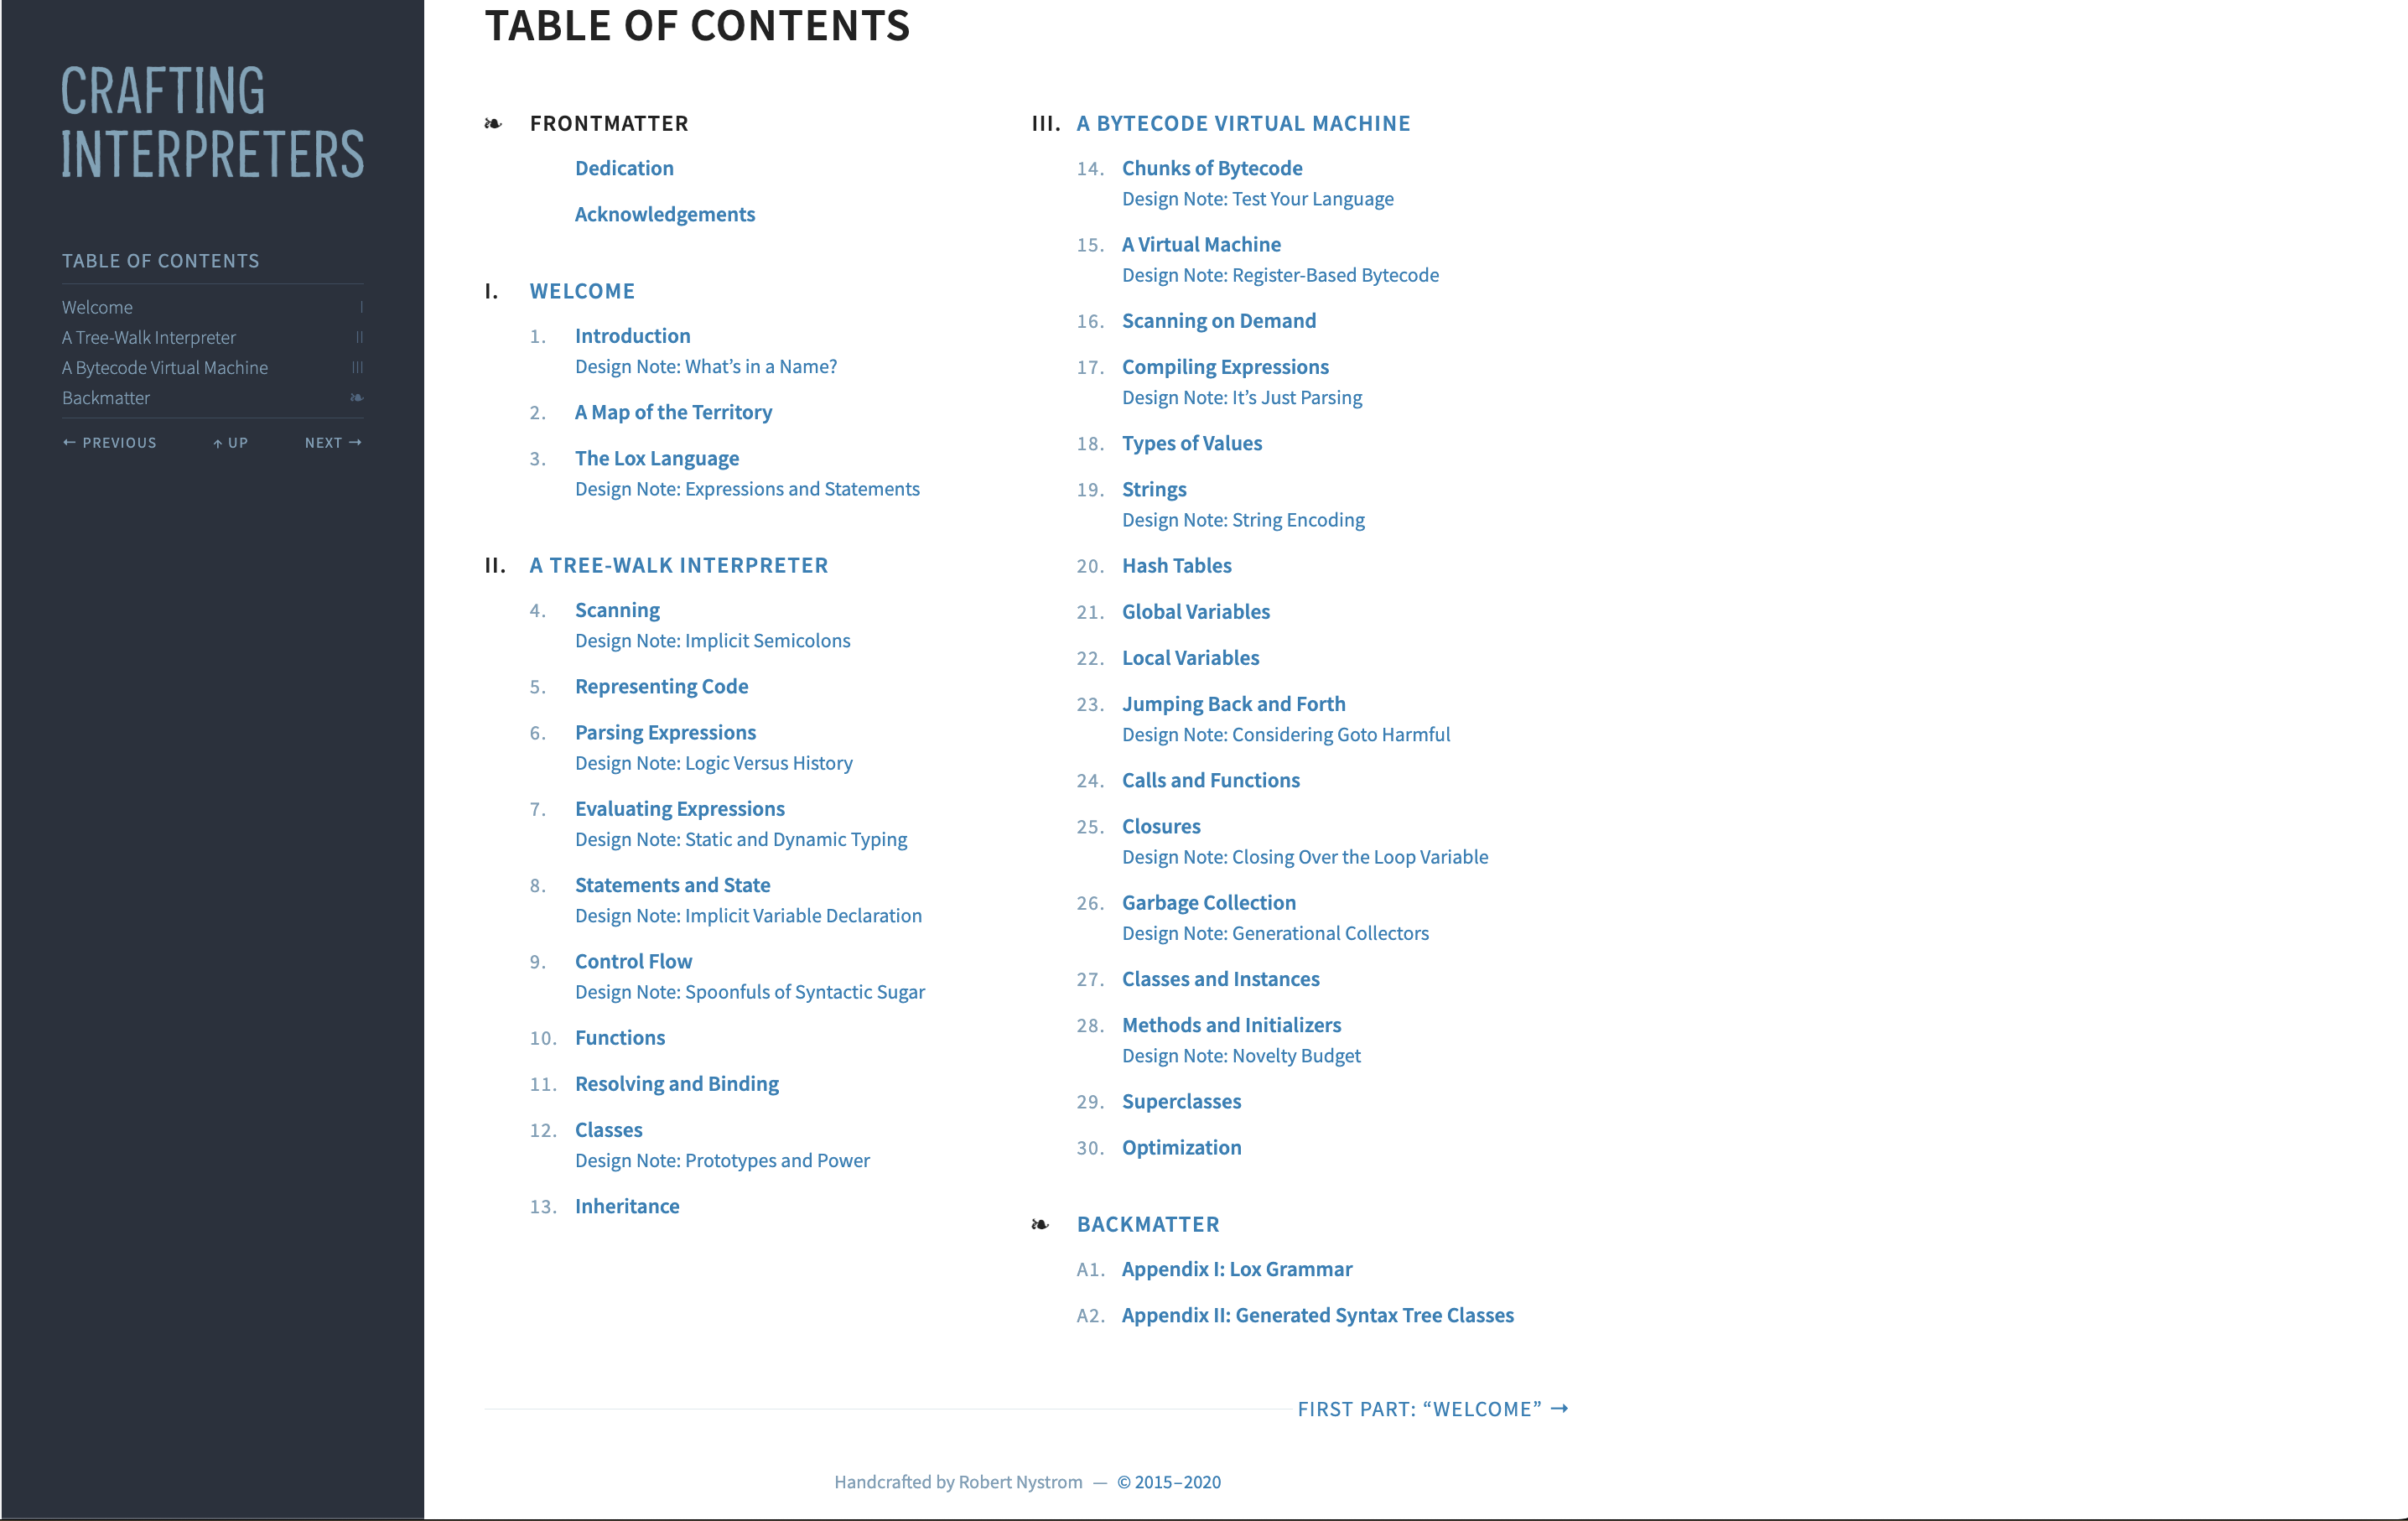 CRAFTING
INTERPRETERS
TABLE OF CONTENTS
Welcome I
A Tree-Walk Interpreter II
A Bytecode Virtual Machine III
Backmatter ❧
← PREVIOUS ↑ UP NEXT →
TABLE OF CONTENTS
❧ FRONTMATTER
Dedication
Acknowledgements
I. WELCOME
1. Introduction
Design Note: What’s in a Name?
2. A Map of the Territory
3. The Lox Language
Design Note: Expressions and Statements
II. A TREE-WALK INTERPRETER
4. Scanning
Design Note: Implicit Semicolons
5. Representing Code
6. Parsing Expressions
Design Note: Logic Versus History
7. Evaluating Expressions
Design Note: Static and Dynamic Typing
8. Statements and State
Design Note: Implicit Variable Declaration
9. Control Flow
Design Note: Spoonfuls of Syntactic Sugar
10. Functions
11. Resolving and Binding
12. Classes
Design Note: Prototypes and Power
13. Inheritance
III. A BYTECODE VIRTUAL MACHINE
14. Chunks of Bytecode
Design Note: Test Your Language
15. A Virtual Machine
Design Note: Register-Based Bytecode
16. Scanning on Demand
17. Compiling Expressions
Design Note: It’s Just Parsing
18. Types of Values
19. Strings
Design Note: String Encoding
20. Hash Tables
21. Global Variables
22. Local Variables
23. Jumping Back and Forth
Design Note: Considering Goto Harmful
24. Calls and Functions
25. Closures
Design Note: Closing Over the Loop Variable
26. Garbage Collection
Design Note: Generational Collectors
27. Classes and Instances
28. Methods and Initializers
Design Note: Novelty Budget
29. Superclasses
30. Optimization
❧ BACKMATTER
A1. Appendix I: Lox Grammar
A2. Appendix II: Generated Syntax Tree Classes
FIRST PART: “WELCOME” →
Handcrafted by Robert Nystrom — © 2015–2020